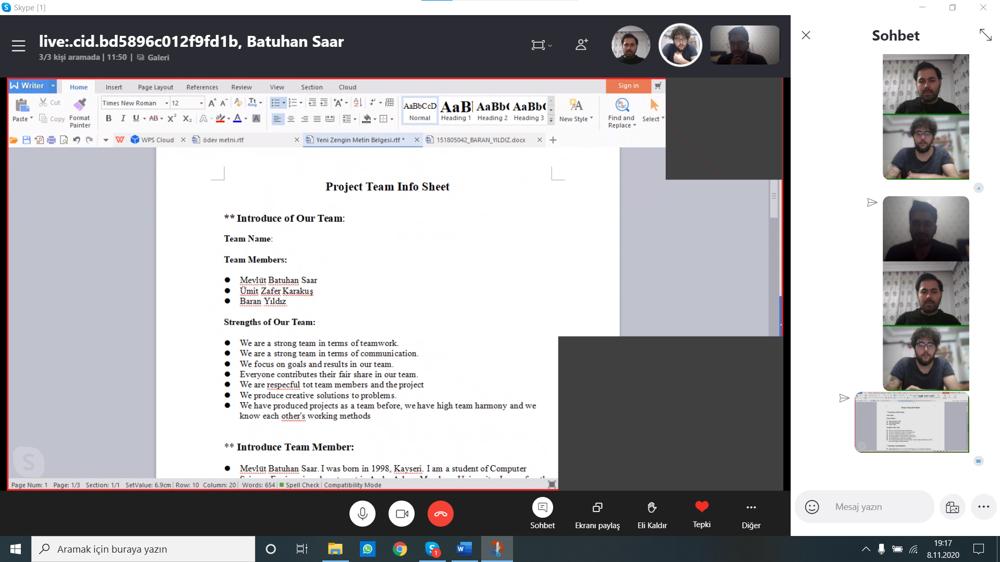 Skype [1]
live:.cid.bd5896c012f9fd1b, Batuhan Saar
3/3 kişi aramada | 11:50 | Galeri
Sohbet
Writer
Home
Insert
Page Layout
References
Review
View
Section
Cloud
Sign in
Paste
Cut
Copy
Format
Painter
Times New Roman
12
AaBbCcD
Normal
AaB
Heading 1
AaBb(
Heading 2
AaBb(
Heading 3
New Style
Find and
Replace
Select
WPS Cloud
ödev metni.rtf
Yeni Zengin Metin Belgesi.rtf *
151805042_BARAN_YILDIZ.docx
Project Team Info Sheet
** Introduce of Our Team:
Team Name:
Team Members:
● Mevlüt Batuhan Saar
● Ümit Zafer Karakuş
● Baran Yıldız
Strengths of Our Team:
● We are a strong team in terms of teamwork.
● We are a strong team in terms of communication.
● We focus on goals and results in our team.
● Everyone contributes their fair share in our team.
● We are respecful tot team members and the project
● We produce creative solutions to problems.
● We have produced projects as a team before, we have high team harmony and we
know each other's working methods
** Introduce Team Member:
● Mevlüt Batuhan Saar. I was born in 1998, Kayseri. I am a student of Computer
Page Num: 1 Page: 1/3 Section: 1/1 SetValue: 6.9cm Row: 10 Column: 20 Words: 654 Spell Check Compatibility Mode
.c
BS
Mesaj yazın
Sohbet
Ekranı paylaş
Eli Kaldır
Tepki
Diğer
Aramak için buraya yazın
1
19:17
8.11.2020